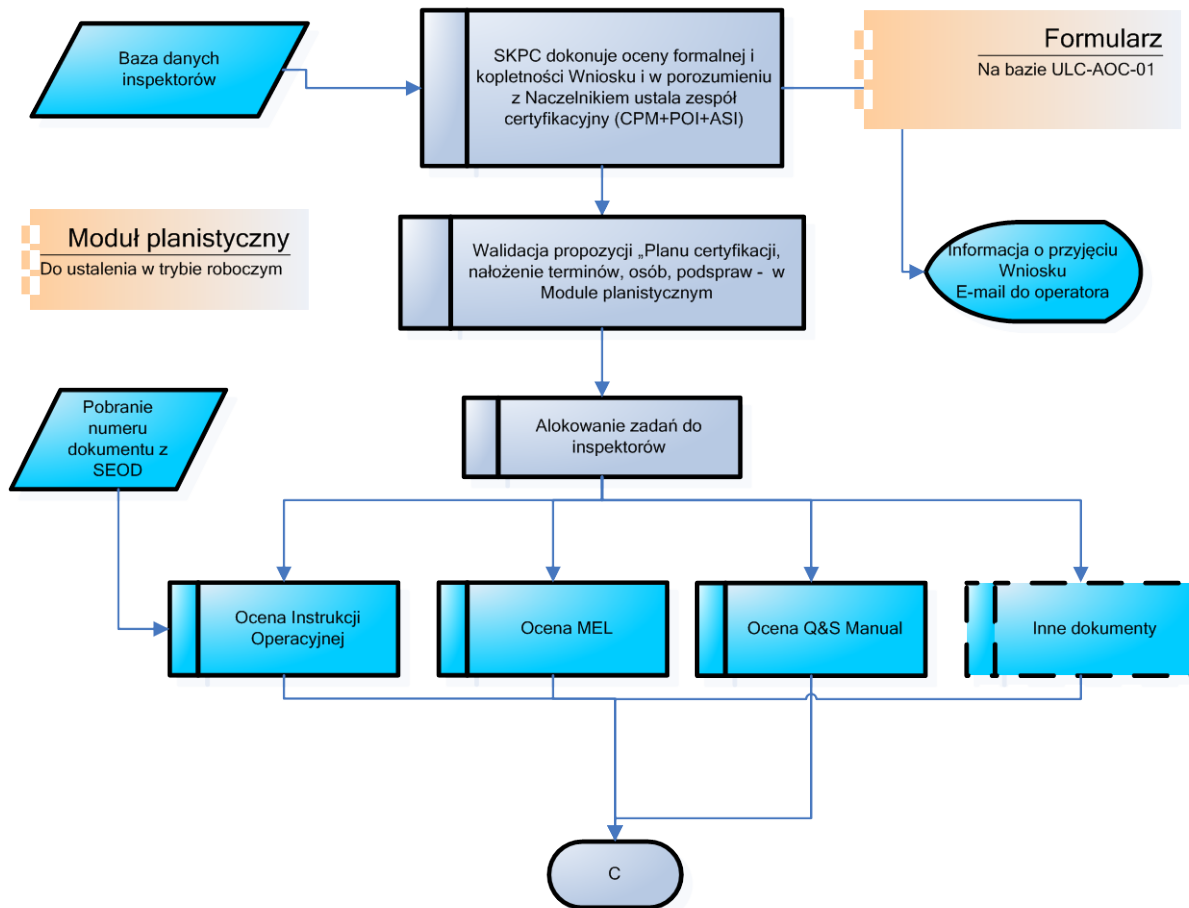 Baza danych
inspektorów
SKPC dokonuje oceny formalnej i
kopletności Wniosku i w porozumieniu
z Naczelnikiem ustala zespół
certyfikacyjny (CPM+POI+ASI)
Formularz
Na bazie ULC-AOC-01
Moduł planistyczny
Do ustalenia w trybie roboczym
Walidacja propozycji „Planu certyfikacji,
nałożenie terminów, osób, podspraw - w
Module planistycznym
Informacja o przyjęciu
Wniosku
E-mail do operatora
Pobranie
numeru
dokumentu z
SEOD
Alokowanie zadań do
inspektorów
Ocena Instrukcji
Operacyjnej
Ocena MEL
Ocena Q&S Manual
Inne dokumenty
C